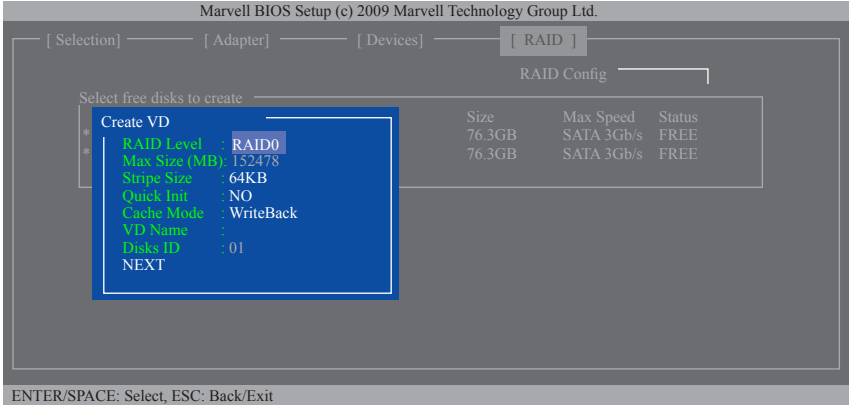 Marvell BIOS Setup (c) 2009 Marvell Technology Group Ltd.
[ Selection] [ Adapter] [ Devices] [ RAID ]
RAID Config
Select free disks to create
Size Max Speed Status
* 76.3GB SATA 3Gb/s FREE
* 76.3GB SATA 3Gb/s FREE
Create VD
RAID Level : RAID0
Max Size (MB): 152478
Stripe Size : 64KB
Quick Init : NO
Cache Mode : WriteBack
VD Name :
Disks ID : 01
NEXT
ENTER/SPACE: Select, ESC: Back/Exit